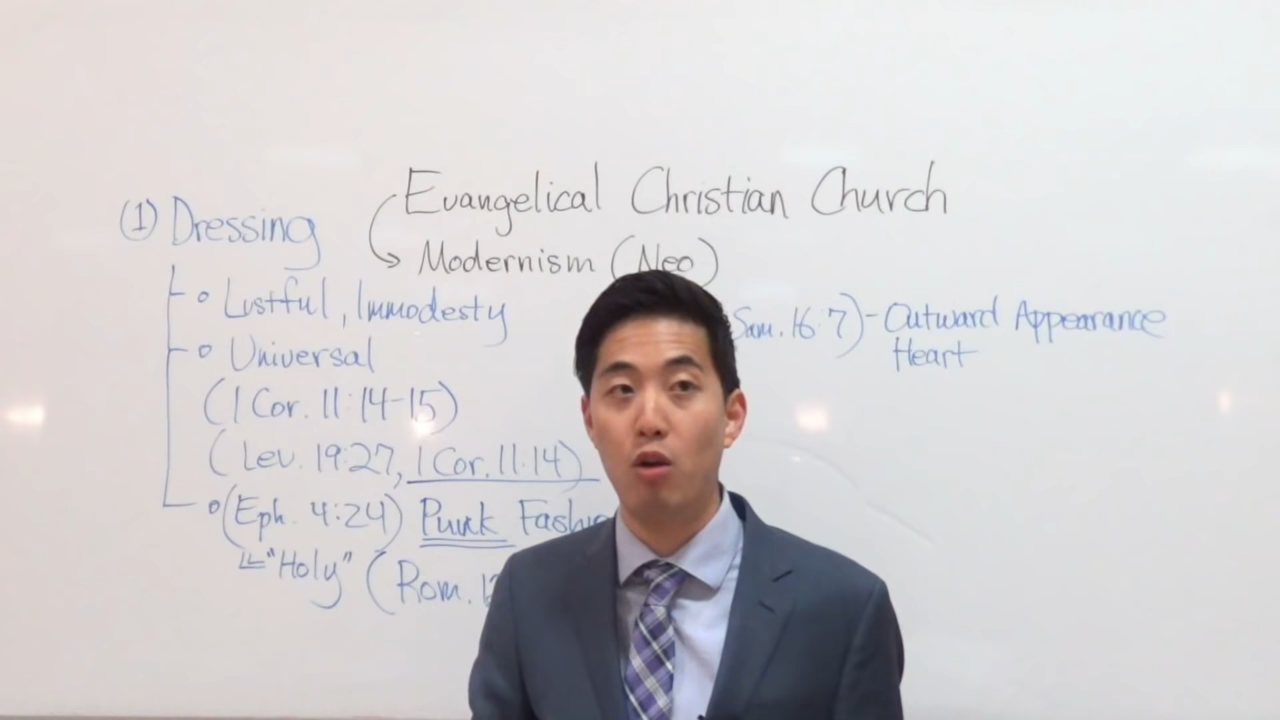 Evangelical Christian Church
(1) Dressing
Modernism (Neo)
Lustful, Immodesty
Sam. 16:7) - Outward Appearance
Heart
Universal
(1 Cor. 11:14-15)
(Lev. 19:27, 1 Cor. 11:14)
(Eph. 4:24) Punk
"Holy" (Rom.